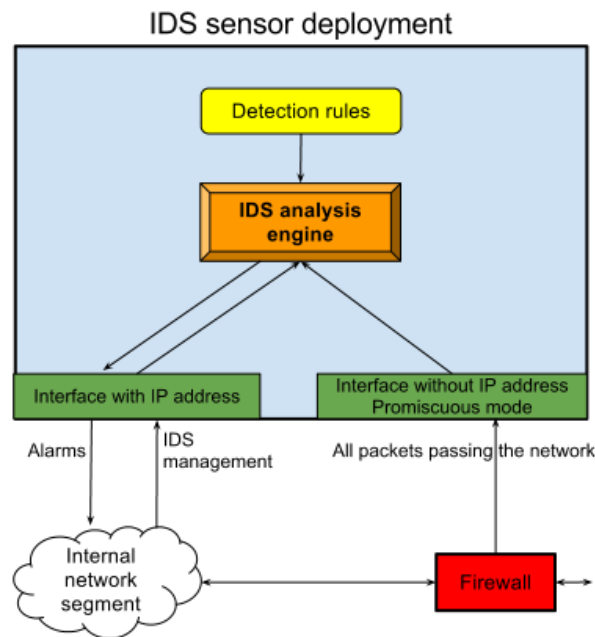 IDS sensor deployment
Detection rules
IDS analysis
engine
Interface with IP address
Interface without IP address
Promiscuous mode
Alarms
IDS
management
All packets passing the network
Internal
network
segment
Firewall